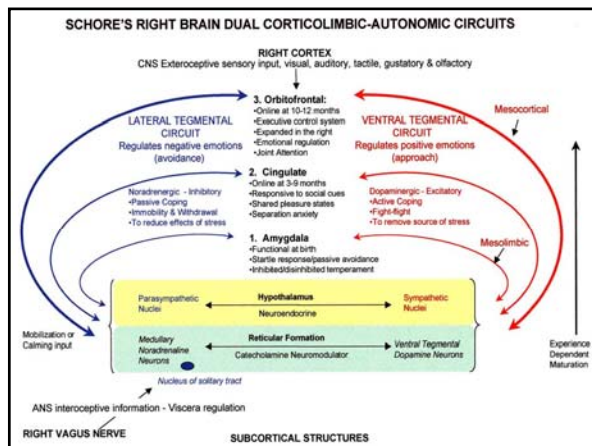 SCHORE'S RIGHT BRAIN DUAL CORTICOLIMBIC-AUTONOMIC CIRCUITS
RIGHT CORTEX
CNS Exteroceptive sensory input, visual, auditory, tactile, gustatory & olfactory
3. Orbitofrontal:
•Online at 10-12 months
•Executive control system
•Expanded in the right
•Emotional regulation
•Joint Attention
LATERAL TEGMENTAL
CIRCUIT
Regulates negative emotions
(avoidance)
VENTRAL TEGMENTAL
CIRCUIT
Regulates positive emotions
(approach)
Mesocortical
2. Cingulate
•Online at 3-9 months
•Responsive to social cues
•Shared pleasure states
•Separation anxiety
Noradrenergic - Inhibitory
•Passive Coping
•Immobility & Withdrawal
•To reduce effects of stress
Dopaminergic - Excitatory
•Active Coping
•Fight-flight
•To remove source of stress
1. Amygdala
•Functional at birth
•Startle response/passive avoidance
•Inhibited/disinhibited temperament
Mesolimbic
Parasympathetic
Nuclei
Hypothalamus
Neuroendocrine
Sympathetic
Nuclei
Medullary
Noradrenaline
Neurons
Reticular Formation
Catecholamine Neuromodulator
Ventral Tegmental
Dopamine Neurons
Mobilization or
Calming input
Experience
Dependent
Maturation
Nucleus of solitary tract
ANS interoceptive information - Viscera regulation
RIGHT VAGUS NERVE
SUBCORTICAL STRUCTURES